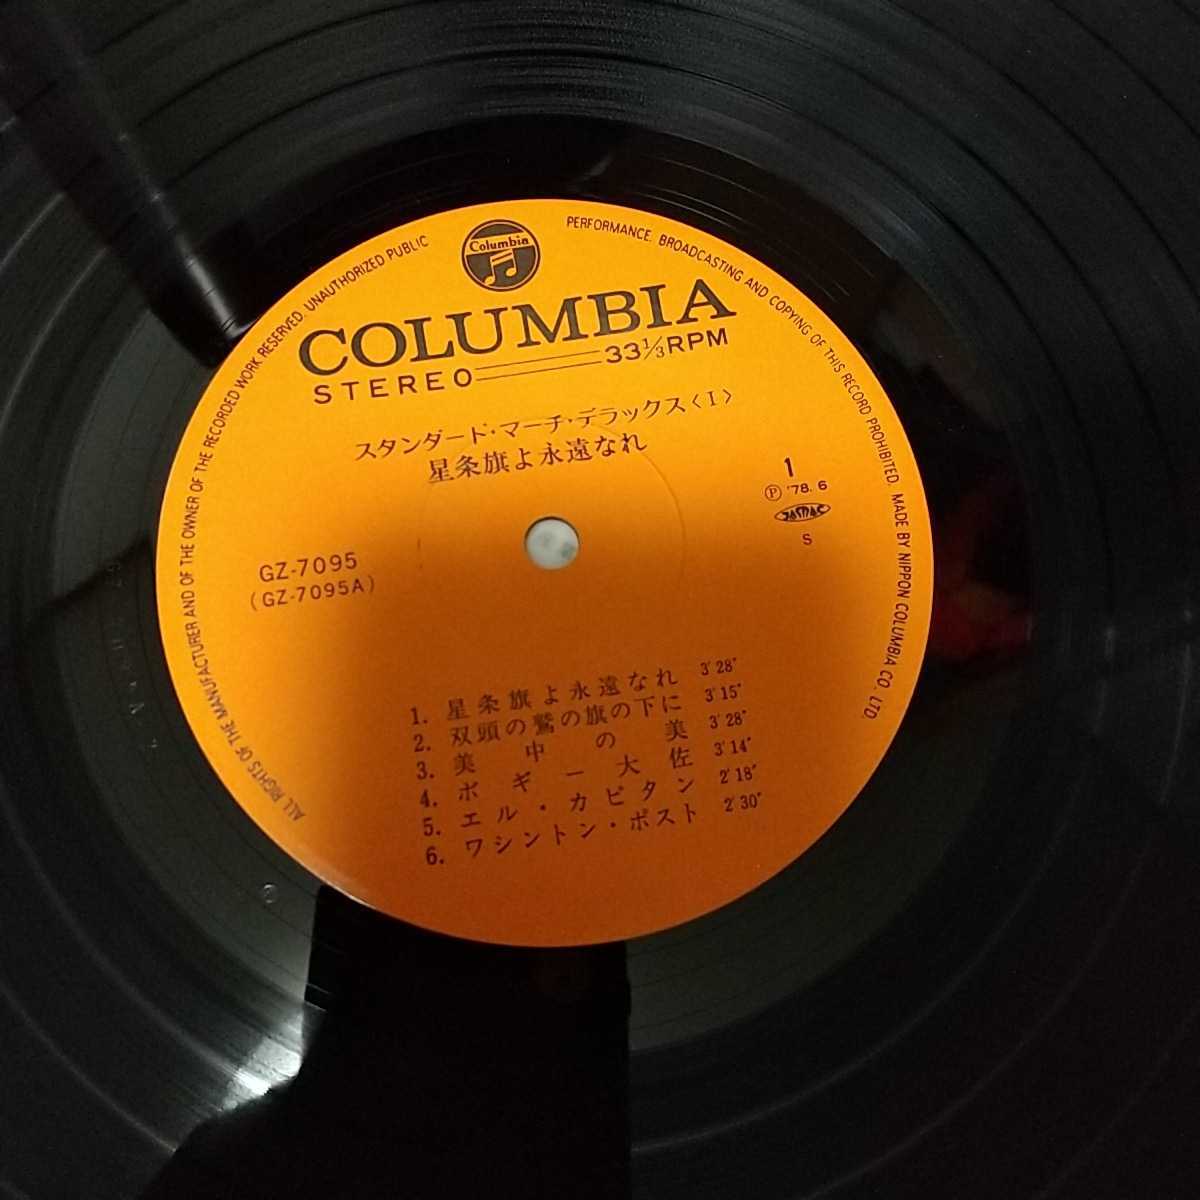 ALL RIGHTS OF THE MANUFACTURER AND OF THE OWNER OF THE RECORDED WORK RESERVED. UNAUTHORIZED PUBLIC PERFORMANCE, BROADCASTING AND COPYING OF THIS RECORD PROHIBITED. MADE BY NIPPON COLUMBIA CO. LTD.
Columbia
COLUMBIA
STEREO 33⅓RPM
スタンダード・マーチ・デラックス〈I〉
星条旗よ永遠なれ
1
Ⓟ '78. 6
JASRAC
S
GZ-7095
(GZ-7095A)
1. 星条旗よ永遠なれ 3'28"
2. 双頭の鷲の旗の下に 3'15"
3. 美中の美 3'28"
4. ボギー大佐 3'14"
5. エル・カピタン 2'18"
6. ワシントン・ポスト 2'30"